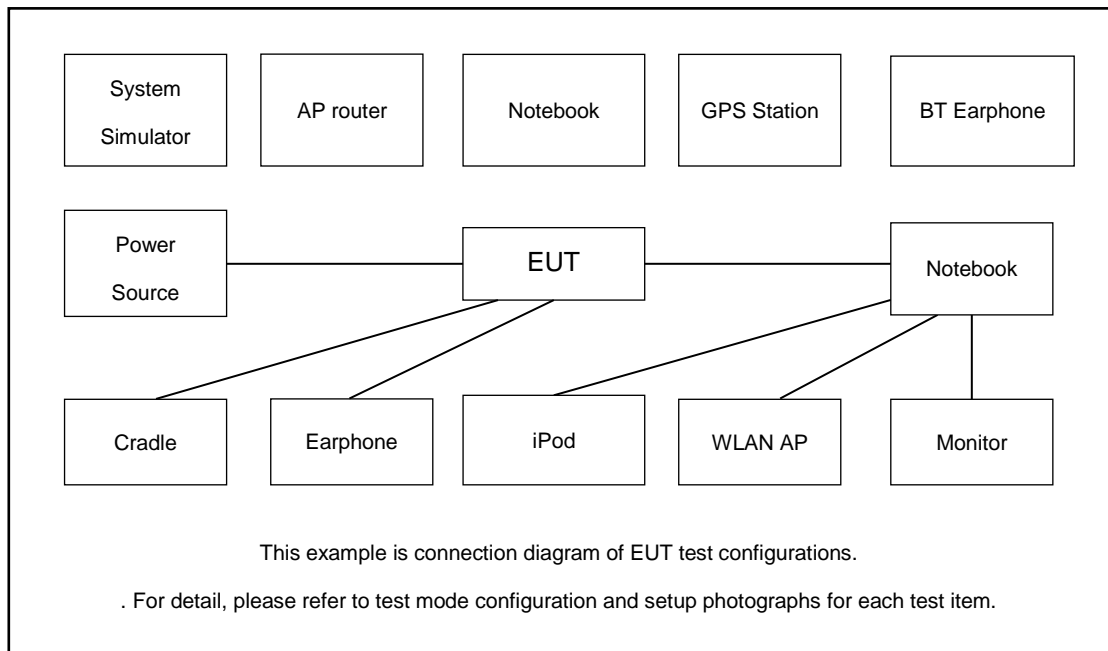 System
Simulator
AP router
Notebook
GPS Station
BT Earphone
Power
Source
EUT
Notebook
Cradle
Earphone
iPod
WLAN AP
Monitor
This example is connection diagram of EUT test configurations.
. For detail, please refer to test mode configuration and setup photographs for each test item.